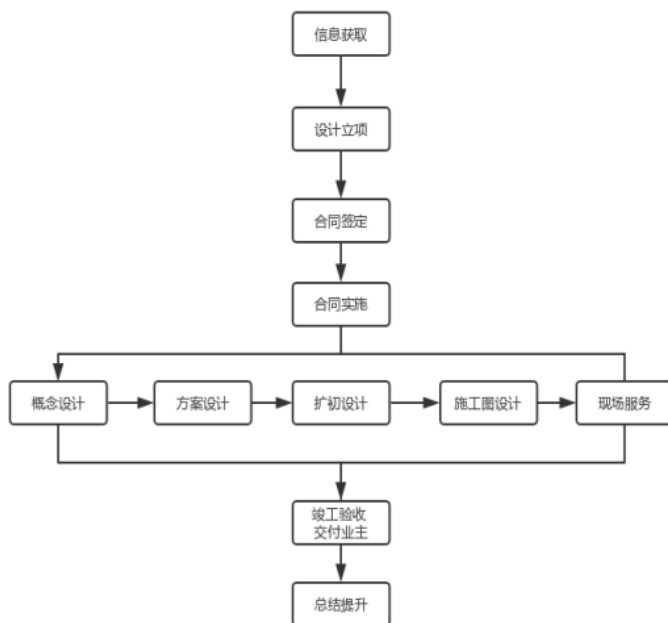 信息获取
设计立项
合同签定
合同实施
概念设计
方案设计
扩初设计
施工图设计
现场服务
竣工验收
交付业主
总结提升